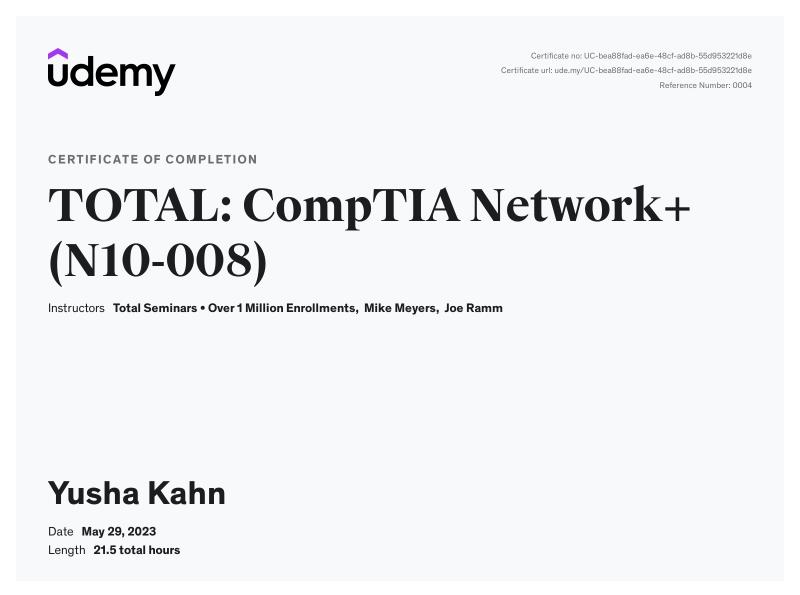 udemy
Certificate no: UC-bea88fad-ea6e-48cf-ad8b-55d953221d8e
Certificate url: ude.my/UC-bea88fad-ea6e-48cf-ad8b-55d953221d8e
Reference Number: 0004
CERTIFICATE OF COMPLETION
TOTAL: CompTIA Network+
(N10-008)
Instructors Total Seminars • Over 1 Million Enrollments, Mike Meyers, Joe Ramm
Yusha Kahn
Date May 29, 2023
Length 21.5 total hours